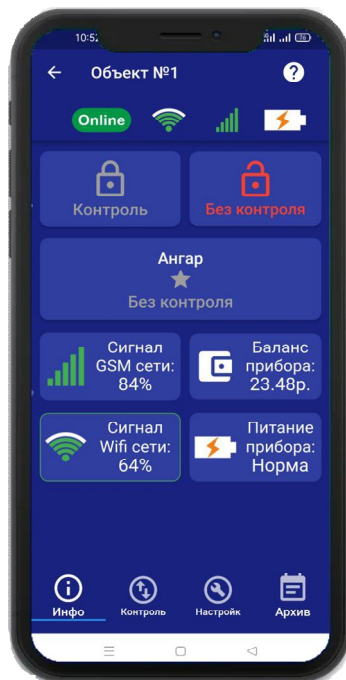 10:52
76
Объект №1
?
Online
Контроль
Без контроля
Ангар
Без контроля
Сигнал
GSM сети:
84%
Баланс
прибора:
23.48р.
Сигнал
Wifi сети:
64%
Питание
прибора:
Норма
Инфо
Контроль
Настройк
Архив